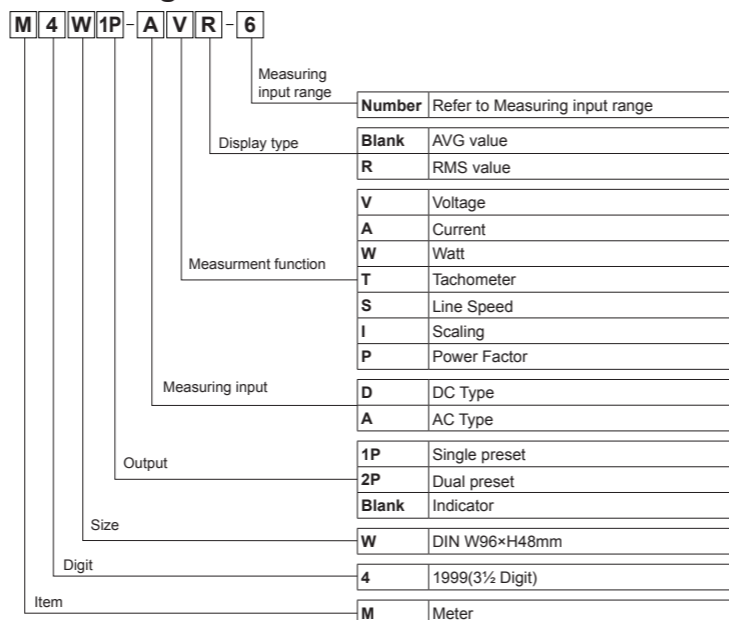 M 4 W 1P - A V R - 6
Measuring
input range
Number Refer to Measuring input range
Display type
Blank AVG value
R RMS value
V Voltage
A Current
W Watt
Measurment function
T Tachometer
S Line Speed
I Scaling
P Power Factor
Measuring input
D DC Type
A AC Type
Output
1P Single preset
2P Dual preset
Blank Indicator
Size
W DIN W96×H48mm
Digit
4 1999(3½ Digit)
Item
M Meter